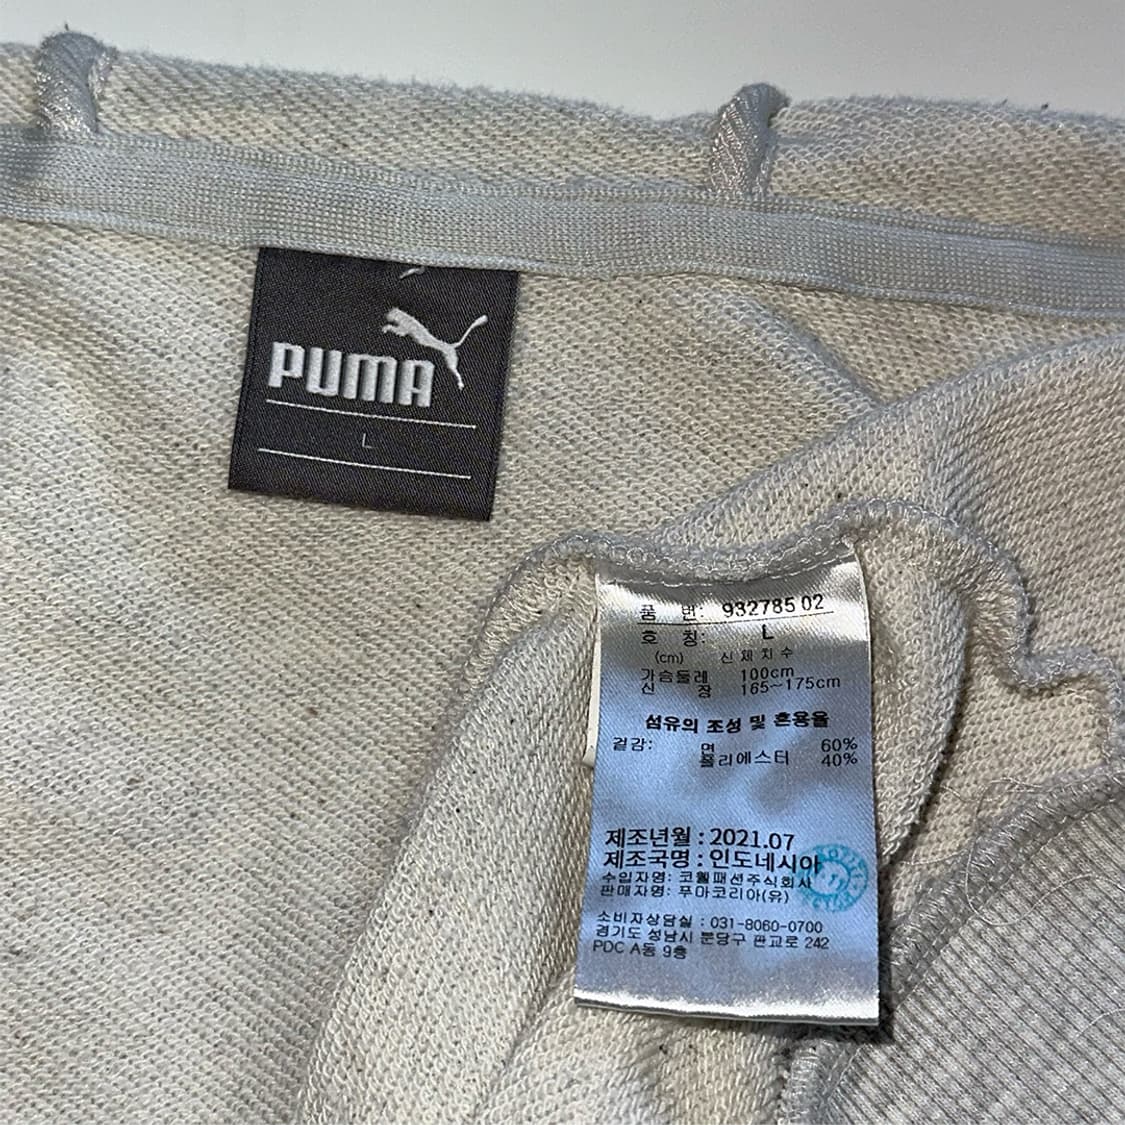 PUMA
L
품 번: 932785 02
호 칭: L
(cm) 신체치수
가슴둘레 100cm
신 장 165~175cm
섬유의 조성 및 혼용율
겉감: 면 60%
폴리에스터 40%
제조년월 : 2021.07
제조국명 : 인도네시아
수입자명: 코웰패션주식회사
판매자명: 푸마코리아(유)
소비자상담실 : 031-8060-0700
경기도 성남시 분당구 판교로 242
PDC A동 9층